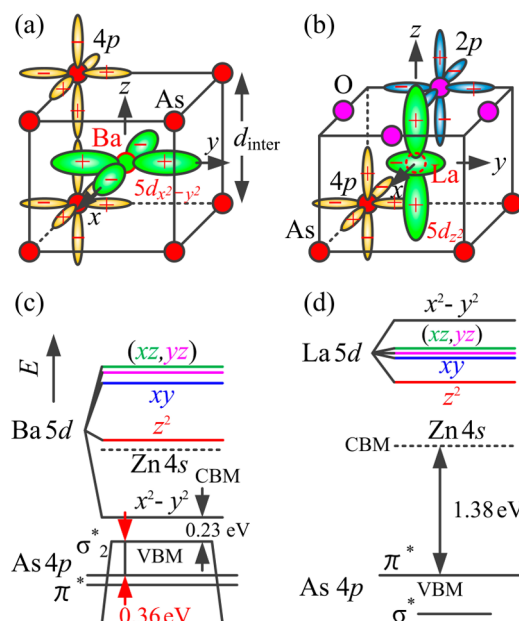 (a)
4p
As
z
Ba
y
d_inter
5d_{x²−y²}
x
(b)
z
2p
O
y
x
La
4p
5d_{z²}
As
(c)
E
(xz,yz)
xy
Ba 5d
z²
Zn 4s
CBM
x²- y²
0.23 eV
σ*₂
VBM
As 4p
π*
0.36 eV
(d)
x²- y²
(xz,yz)
La 5d
xy
z²
Zn 4s
CBM
1.38 eV
π*
As 4p
VBM
σ*